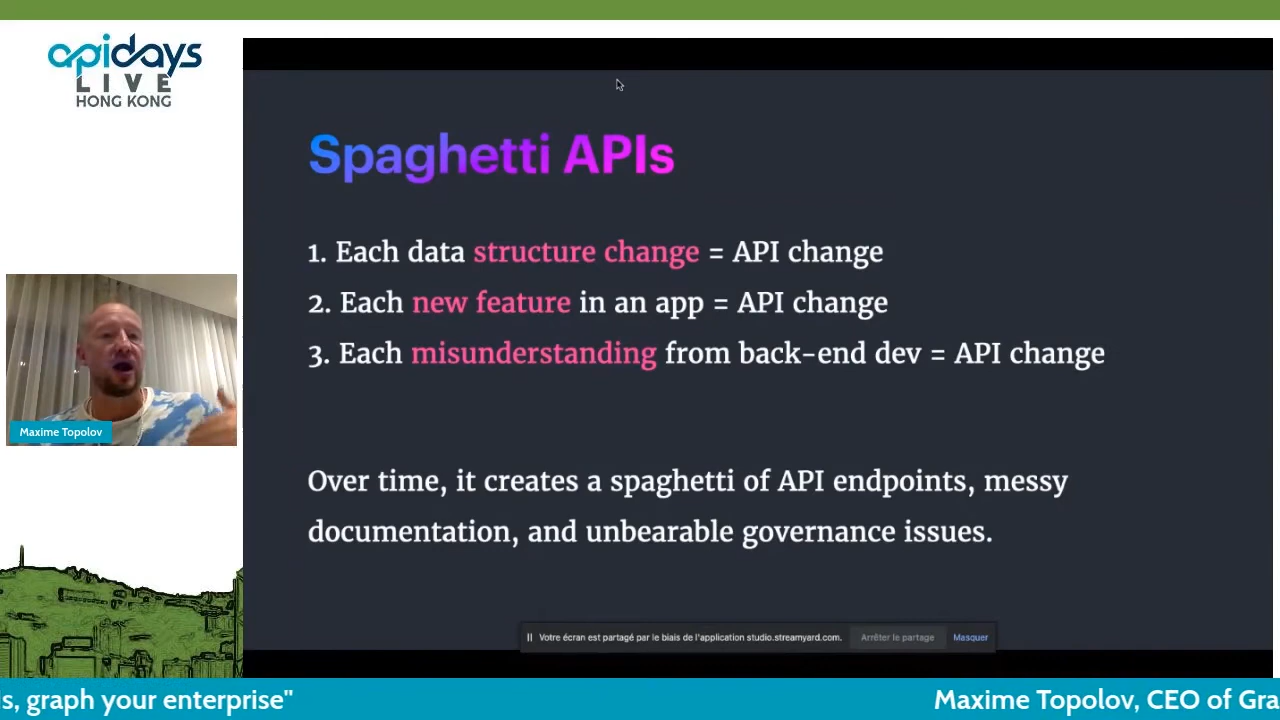 apidays
LIVE
HONG KONG
Spaghetti APIs
1. Each data structure change = API change
2. Each new feature in an app = API change
3. Each misunderstanding from back-end dev = API change
Over time, it creates a spaghetti of API endpoints, messy
documentation, and unbearable governance issues.
Maxime Topolov
Votre écran est partagé par le biais de l'application studio.streamyard.com. Arrêter le partage Masquer
s, graph your enterprise" Maxime Topolov, CEO of Gra